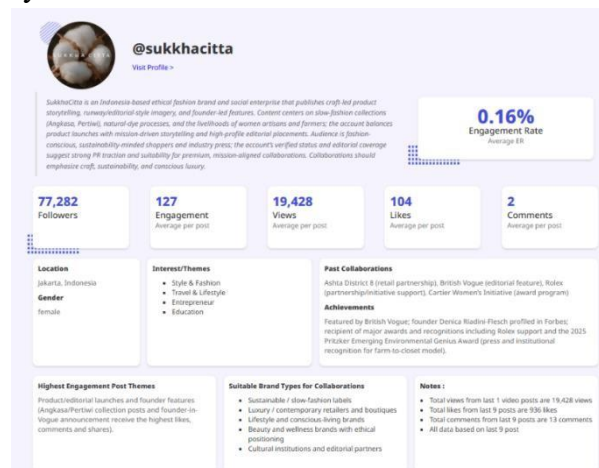 @sukkhacitta
Visit Profile >
SukkhaCitta is an Indonesia-based ethical fashion brand and social enterprise that publishes craft-led product
storytelling, runway/editorial-style imagery, and founder-led features. Content centers on slow-fashion collections
(Angkasa, Pertiwi), natural-dye processes, and the livelihoods of women artisans and farmers; the account balances
product launches with mission-driven storytelling and high-profile editorial placements. Audience is fashion-
conscious, sustainability-minded shoppers and industry press; the account's verified status and editorial coverage
suggest strong PR traction and suitability for premium, mission-aligned collaborations. Collaborations should
emphasize craft, sustainability, and conscious luxury.
0.16%
Engagement Rate
Average ER
77,282
Followers
127
Engagement
Average per post
19,428
Views
Average per post
104
Likes
Average per post
2
Comments
Average per post
Location
Jakarta, Indonesia
Gender
female
Interest/Themes
• Style & Fashion
• Travel & Lifestyle
• Entrepreneur
• Education
Past Collaborations
Ashta District 8 (retail partnership), British Vogue (editorial feature), Rolex
(partnership/initiative support), Cartier Women's Initiative (award program)
Achievements
Featured by British Vogue; founder Denica Riadini-Flesch profiled in Forbes;
recipient of major awards and recognitions including Rolex support and the 2025
Pritzker Emerging Environmental Genius Award (press and institutional
recognition for farm-to-closet model).
Highest Engagement Post Themes
Product/editorial launches and founder features
(Angkasa/Pertiwi collection posts and founder-in-
Vogue announcement receive the highest likes,
comments and shares).
Suitable Brand Types for Collaborations
• Sustainable / slow-fashion labels
• Luxury / contemporary retailers and boutiques
• Lifestyle and conscious-living brands
• Beauty and wellness brands with ethical
positioning
• Cultural institutions and editorial partners
Notes :
• Total views from last 1 video posts are 19,428 views
• Total likes from last 9 posts are 936 likes
• Total comments from last 9 posts are 13 comments
• All data based on last 9 post